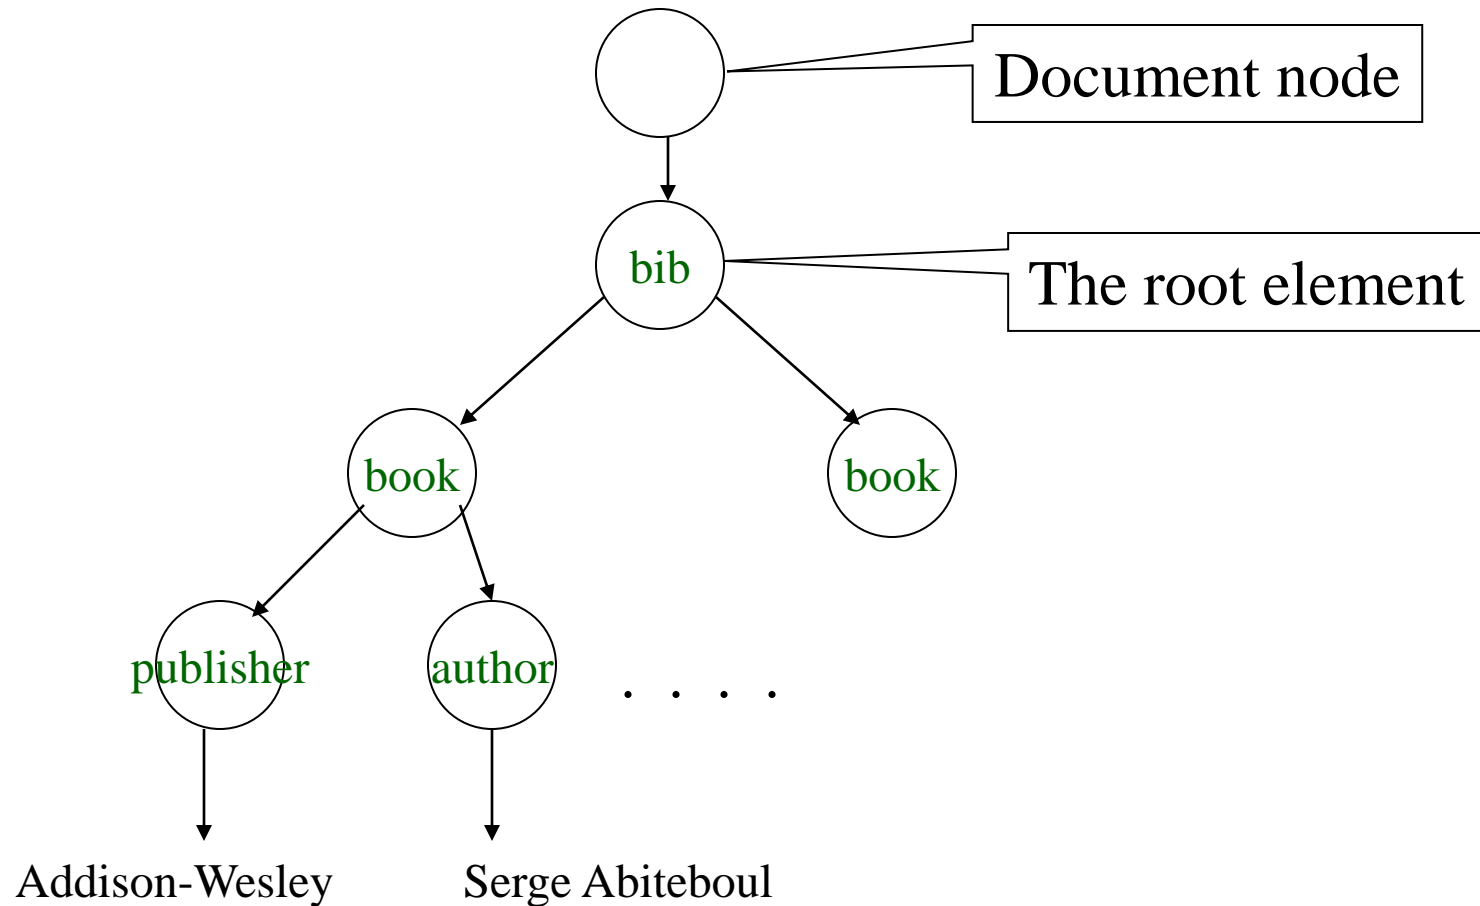 Document node
bib
The root element
book
book
publisher
author
. . . .
Addison-Wesley
Serge Abiteboul